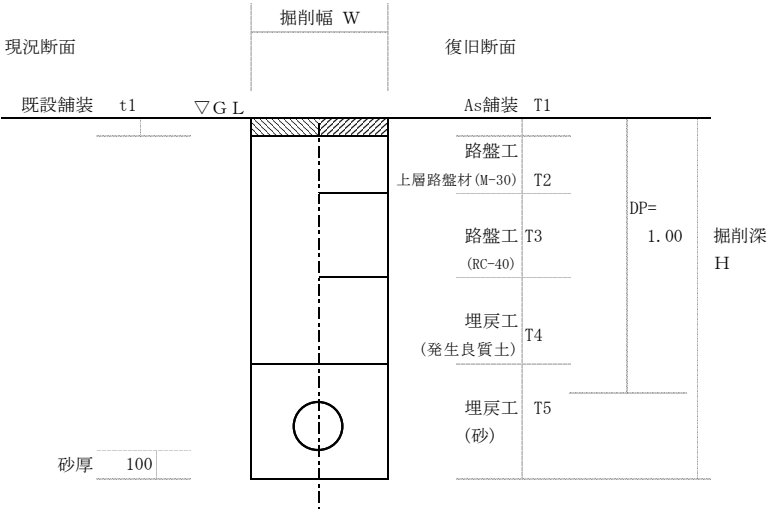 掘削幅 W
現況断面
復旧断面
既設舗装 t1
▽ＧＬ
As舗装 T1
路盤工
上層路盤材(M-30) T2
DP=
路盤工 T3
1.00
掘削深
(RC-40)
Ｈ
埋戻工
T4
(発生良質土)
埋戻工 T5
(砂)
砂厚 100